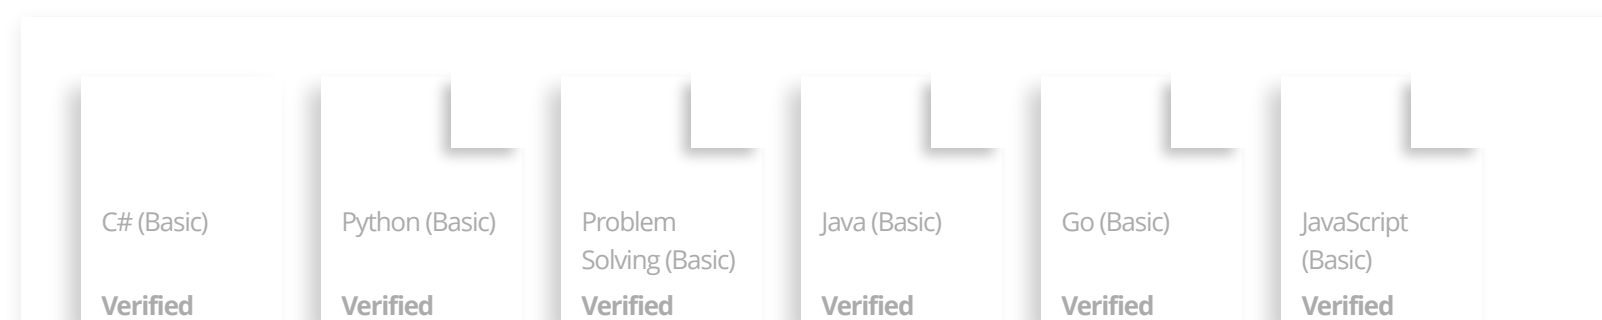 C# (Basic)
Verified
Python (Basic)
Verified
Problem
Solving (Basic)
Verified
Java (Basic)
Verified
Go (Basic)
Verified
JavaScript
(Basic)
Verified